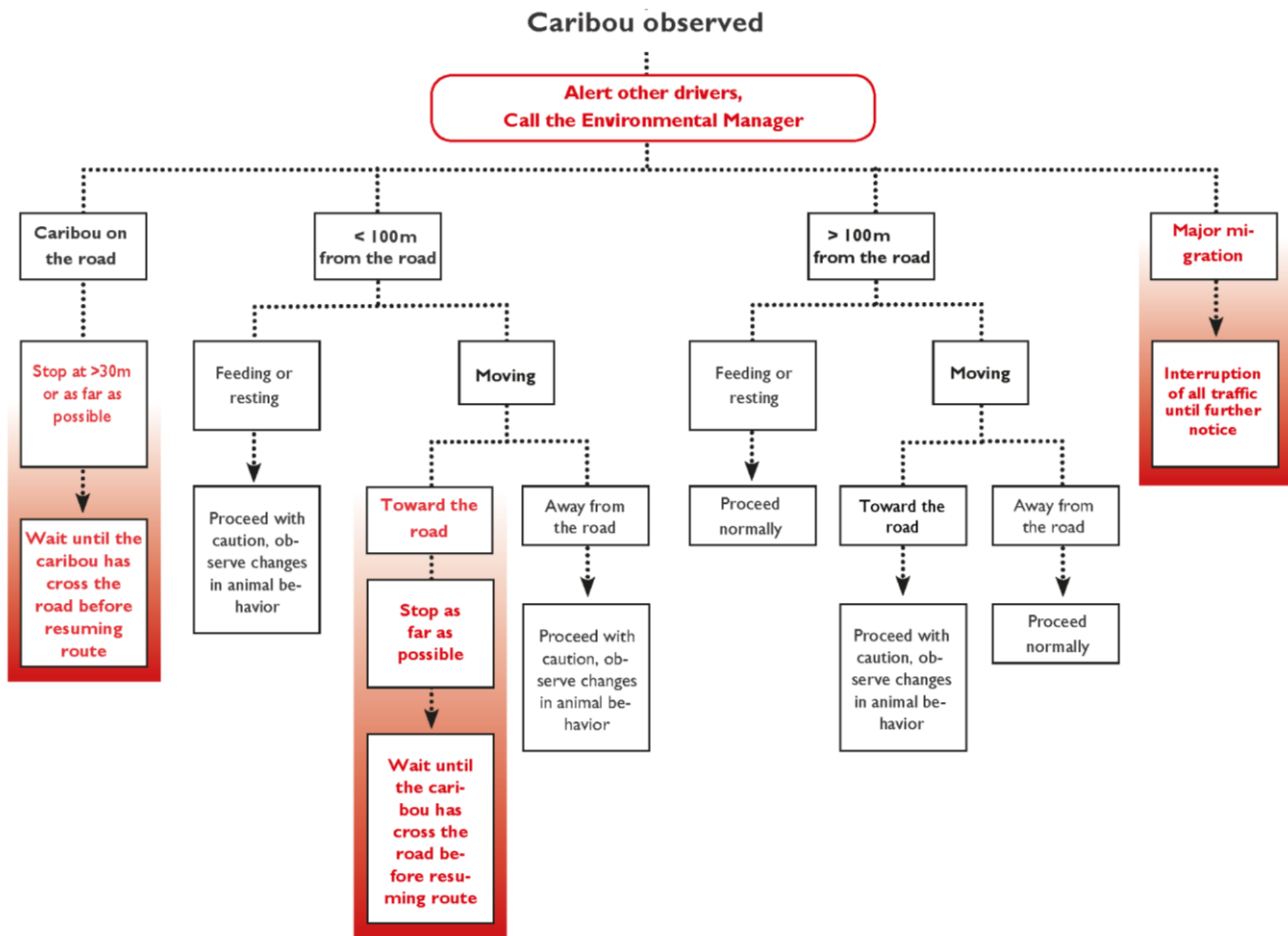 Caribou observed
Alert other drivers,
Call the Environmental Manager
Caribou on
the road
< 100m
from the road
> 100m
from the road
Major mi-
gration
Stop at >30m
or as far as
possible
Feeding or
resting
Moving
Feeding or
resting
Moving
Interruption
of all traffic
until further
notice
Wait until the
caribou has
cross the
road before
resuming
route
Proceed with
caution, ob-
serve changes
in animal be-
havior
Toward the
road
Away from
the road
Proceed
normally
Toward the
road
Away from
the road
Stop as
far as
possible
Proceed with
caution, ob-
serve changes
in animal be-
havior
Proceed with
caution, ob-
serve changes
in animal be-
havior
Proceed
normally
Wait until
the cari-
bou has
cross the
road be-
fore resu-
ming route